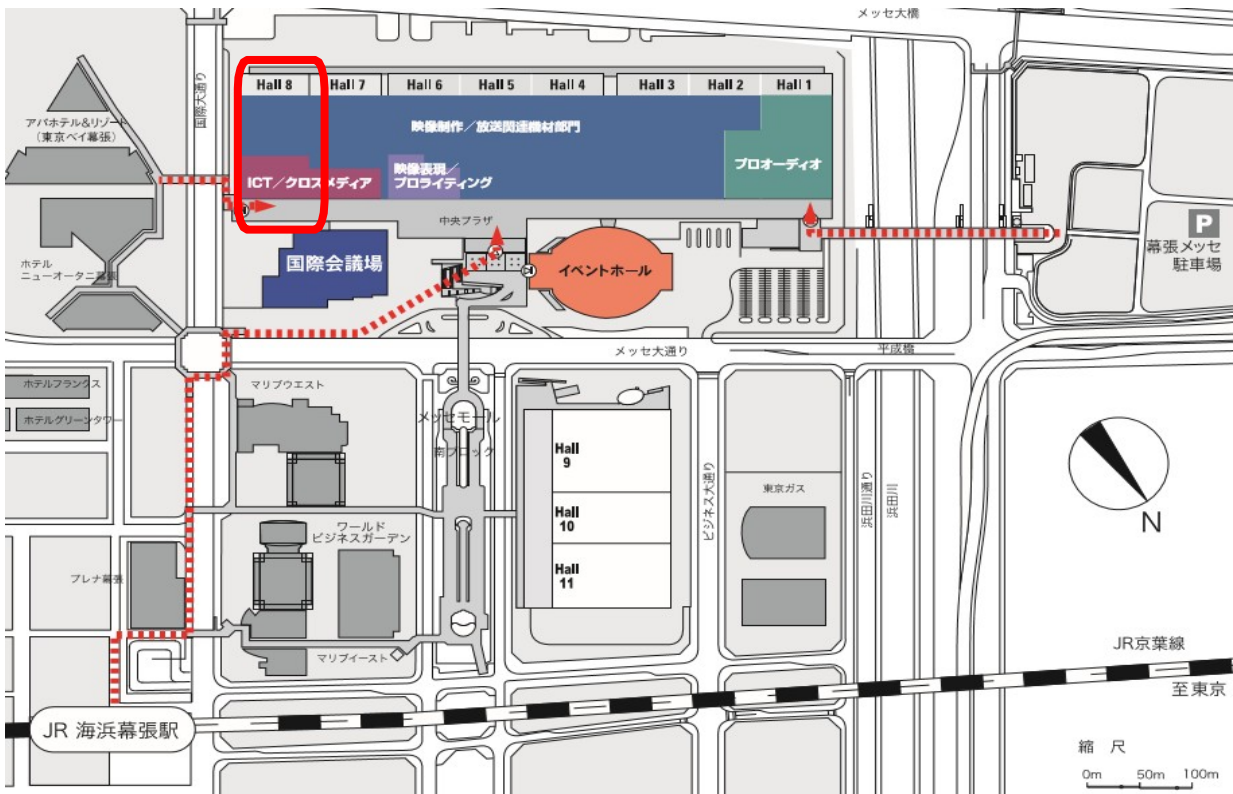 メッセ大橋
国際大通り
Hall 8
Hall 7
Hall 6
Hall 5
Hall 4
Hall 3
Hall 2
Hall 1
アパホテル&リゾート
(東京ベイ幕張)
映像制作/放送関連機材部門
映像表現/
プロライティング
プロオーディオ
ICT/クロスメディア
中央プラザ
P
幕張メッセ
駐車場
ホテル
ニューオータニ幕張
国際会議場
イベントホール
メッセ大通り
平成橋
ホテルフランクス
ホテルグリーンタワー
マリブウエスト
メッセモール
南ブロック
Hall
9
Hall
10
Hall
11
ビジネス大通り
東京ガス
浜田川通り
浜田川
N
ワールド
ビジネスガーデン
プレナ幕張
マリブイースト
JR京葉線
至東京
JR 海浜幕張駅
縮 尺
0m 50m 100m